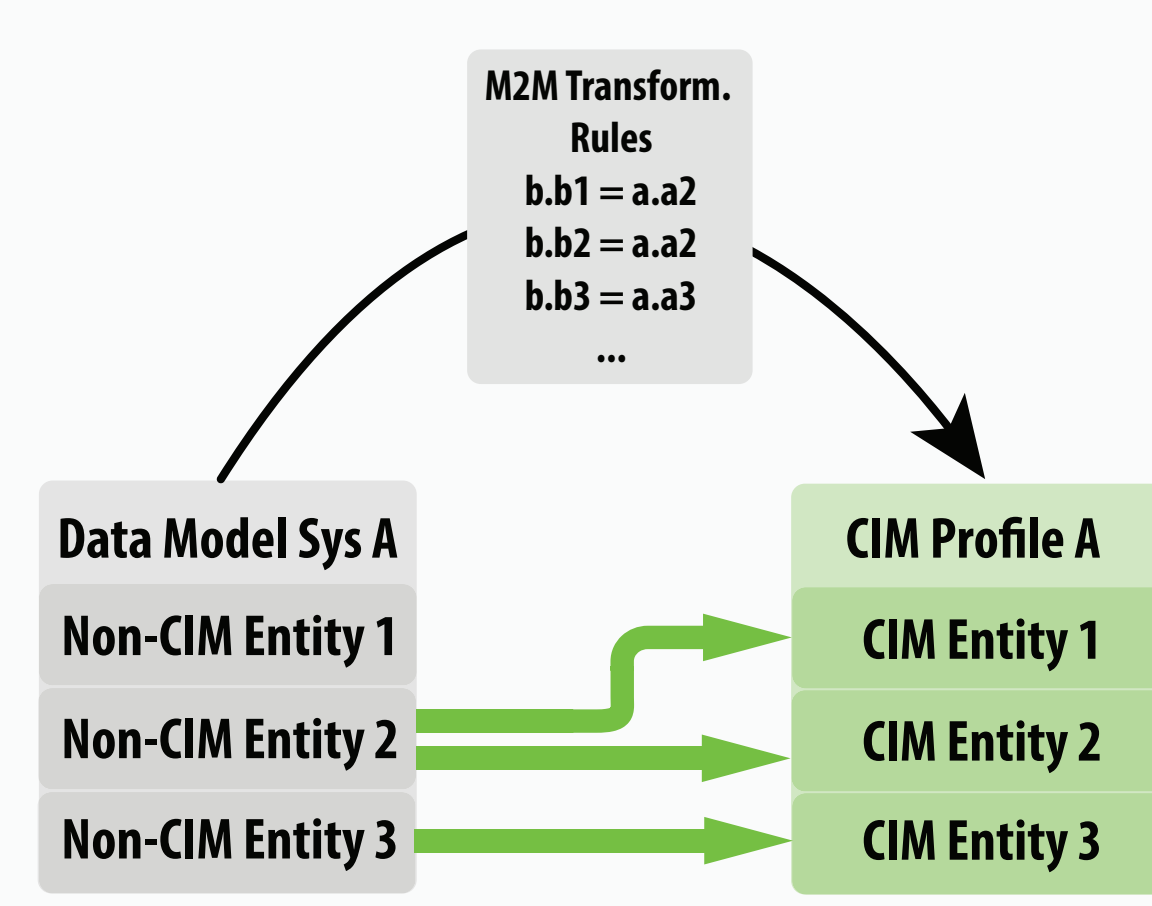 M2M Transform.
Rules
b.b1 = a.a2
b.b2 = a.a2
b.b3 = a.a3
...
Data Model Sys A
Non-CIM Entity 1
Non-CIM Entity 2
Non-CIM Entity 3
CIM Profile A
CIM Entity 1
CIM Entity 2
CIM Entity 3